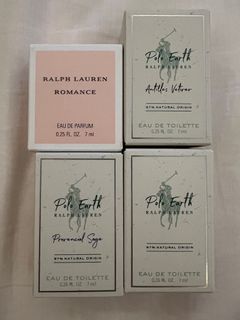 RALPH LAUREN
ROMANCE
EAU DE PARFUM
0.25 FL. OZ. 7 ml
Polo Earth
RALPH LAUREN
Antilles Vetiver
97% NATURAL ORIGIN
EAU DE TOILETTE
0.25 FL. OZ. 7 ml
Polo Earth
RALPH LAUREN
Provencial Sage
97% NATURAL ORIGIN
EAU DE TOILETTE
0.25 FL. OZ. 7 ml
Polo Earth
RALPH LAUREN
97% NATURAL ORIGIN
EAU DE TOILETTE
0.25 FL. OZ. 7 ml